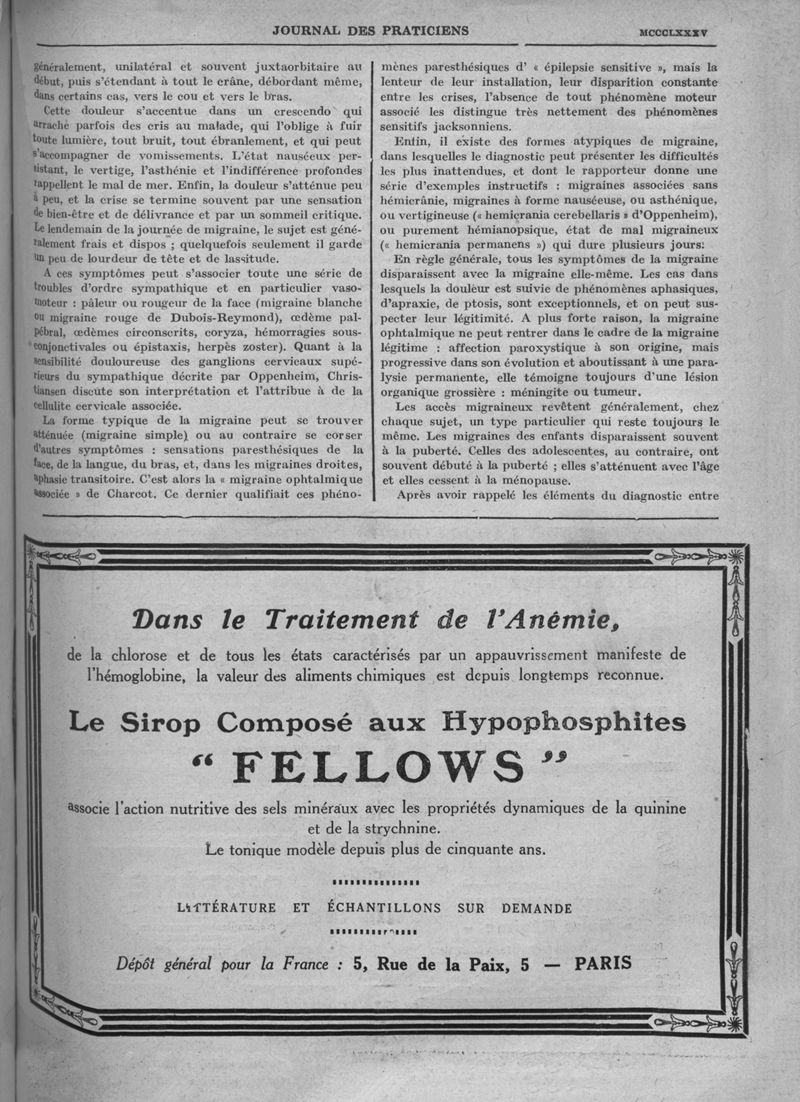 JOURNAL DES PRATICIENS
MCCCLXXXV
généralement, unilatéral et souvent juxtaorbitaire au
début, puis s'étendant à tout le crâne, débordant même,
dans certains cas, vers le cou et vers le bras.
Cette douleur s'accentue dans un crescendo qui
arrache parfois des cris au malade, qui l'oblige à fuir
toute lumière, tout bruit, tout ébranlement, et qui peut
s'accompagner de vomissements. L'état nauséeux per-
sistant, le vertige, l'asthénie et l'indifférence profondes
rappellent le mal de mer. Enfin, la douleur s'atténue peu
à peu, et la crise se termine souvent par une sensation
de bien-être et de délivrance et par un sommeil critique.
Le lendemain de la journée de migraine, le sujet est géné-
ralement frais et dispos ; quelquefois seulement il garde
un peu de lourdeur de tête et de lassitude.
A ces symptômes peut s'associer toute une série de
troubles d'ordre sympathique et en particulier vaso-
moteur : pâleur ou rougeur de la face (migraine blanche
ou migraine rouge de Dubois-Reymond), œdème pal-
pébral, œdèmes circonscrits, coryza, hémorragies sous-
conjonctivales ou épistaxis, herpès zoster). Quant à la
sensibilité douloureuse des ganglions cervicaux supé-
rieurs du sympathique décrite par Oppenheim, Chris-
tiansen discute son interprétation et l'attribue à de la
cellulite cervicale associée.
La forme typique de la migraine peut se trouver
atténuée (migraine simple) ou au contraire se corser
d'autres symptômes : sensations paresthésiques de la
face, de la langue, du bras, et, dans les migraines droites,
aphasie transitoire. C'est alors la « migraine ophtalmique
associée » de Charcot. Ce dernier qualifiait ces phéno-
mènes paresthésiques d' « épilepsie sensitive », mais la
lenteur de leur installation, leur disparition constante
entre les crises, l'absence de tout phénomène moteur
associé les distingue très nettement des phénomènes
sensitifs jacksonniens.
Enfin, il existe des formes atypiques de migraine,
dans lesquelles le diagnostic peut présenter les difficultés
les plus inattendues, et dont le rapporteur donne une
série d'exemples instructifs : migraines associées sans
hémicrânie, migraines à forme nauséeuse, ou asthénique,
ou vertigineuse (« hemicrania cerebellaris » d'Oppenheim),
ou purement hémianopsique, état de mal migraineux
(« hemicrania permanens ») qui dure plusieurs jours:
En règle générale, tous les symptômes de la migraine
disparaissent avec la migraine elle-même. Les cas dans
lesquels la douleur est suivie de phénomènes aphasiques,
d'apraxie, de ptosis, sont exceptionnels, et on peut sus-
pecter leur légitimité. A plus forte raison, la migraine
ophtalmique ne peut rentrer dans le cadre de la migraine
légitime : affection paroxystique à son origine, mais
progressive dans son évolution et aboutissant à une para-
lysie permanente, elle témoigne toujours d'une lésion
organique grossière : méningite ou tumeur.
Les accès migraineux revêtent généralement, chez
chaque sujet, un type particulier qui reste toujours le
même. Les migraines des enfants disparaissent souvent
à la puberté. Celles des adolescentes, au contraire, ont
souvent débuté à la puberté ; elles s'atténuent avec l'âge
et elles cessent à la ménopause.
Après avoir rappelé les éléments du diagnostic entre
Dans le Traitement de l'Anémie,
de la chlorose et de tous les états caractérisés par un appauvrissement manifeste de
l'hémoglobine, la valeur des aliments chimiques est depuis longtemps reconnue.
Le Sirop Composé aux Hypophosphites
“ FELLOWS ”
associe l'action nutritive des sels minéraux avec les propriétés dynamiques de la quinine
et de la strychnine.
Le tonique modèle depuis plus de cinquante ans.
LITTÉRATURE ET ÉCHANTILLONS SUR DEMANDE
Dépôt général pour la France : 5, Rue de la Paix, 5 — PARIS